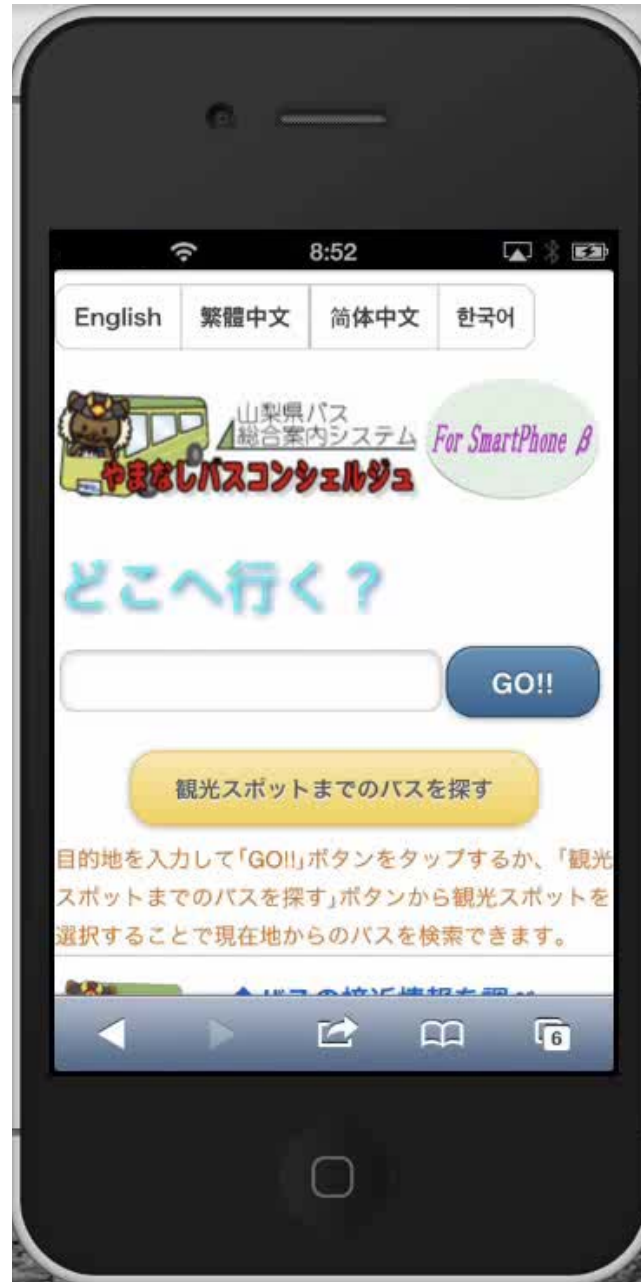 8:52
English 繁體中文 简体中文 한국어
山梨県バス
総合案内システム
やまなしバスコンシェルジュ
For SmartPhone β
どこへ行く？
GO!!
観光スポットまでのバスを探す
目的地を入力して「GO!!」ボタンをタップするか、「観光
スポットまでのバスを探す」ボタンから観光スポットを
選択することで現在地からのバスを検索できます。
6